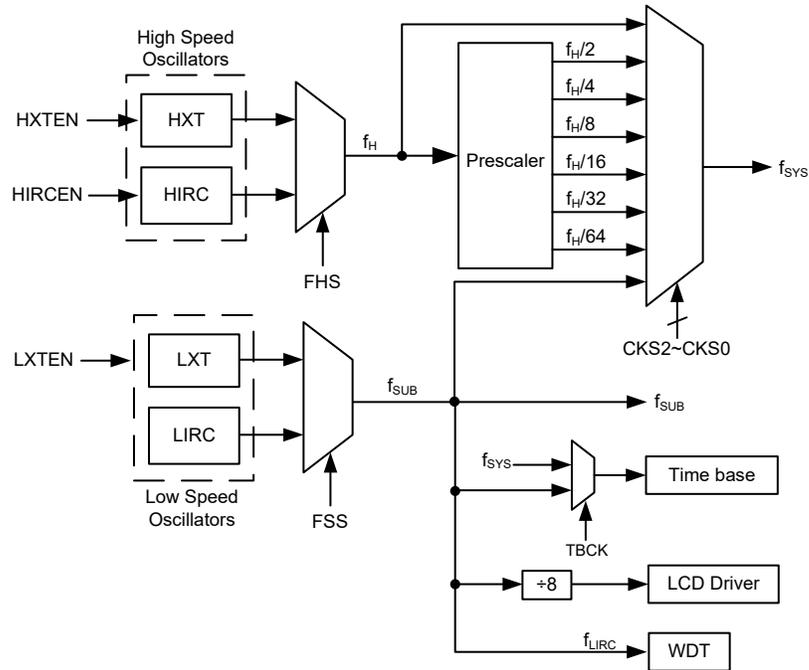 High Speed
Oscillators
HXTEN
HXT
HIRCEN
HIRC
FHS
fH
Prescaler
fH/2
fH/4
fH/8
fH/16
fH/32
fH/64
fSYS
CKS2~CKS0
LXTEN
LXT
LIRC
Low Speed
Oscillators
FSS
fSUB
fSUB
fSYS
TBCK
Time base
÷8
LCD Driver
fLIRC
WDT